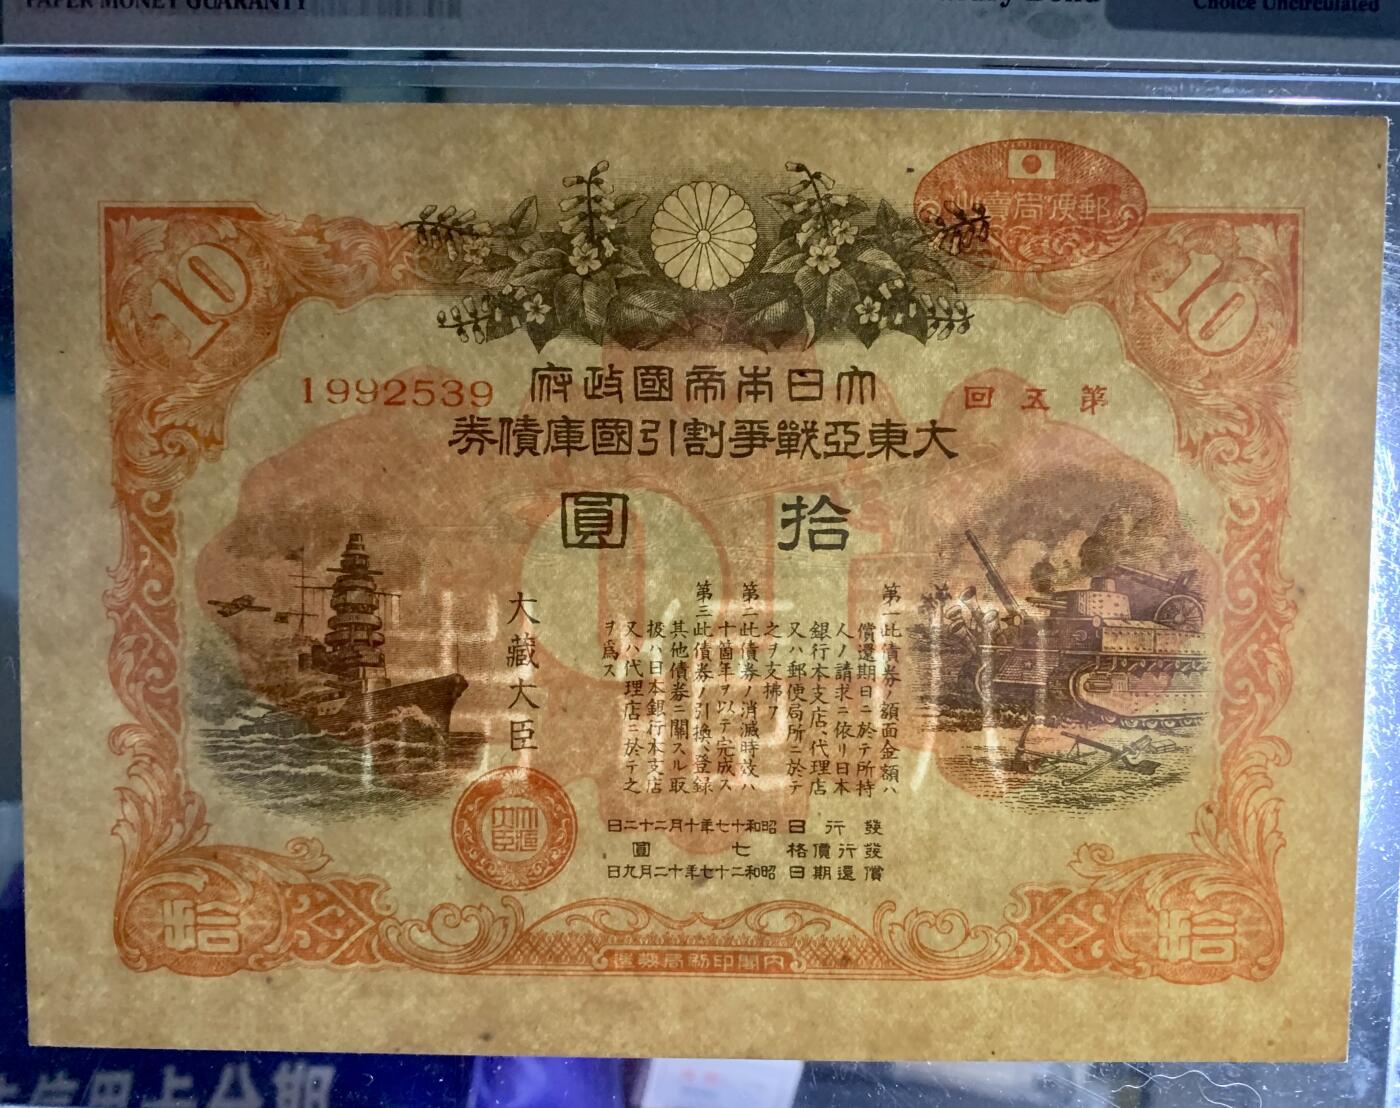 PAPER MONEY GUARANTY
Choice Uncirculated
郵便局賣出
10
10
1992539
第五回
大日本帝國政府
大東亞戰爭割引國庫債券
拾圓
第一此債券ノ額面金額ハ
償還期日ニ於テ所持
人ノ請求ニ依リ日本
銀行本支店、代理店
又ハ郵便局所ニ於テ
之ヲ支拂フ
第二此債券ノ消滅時效ハ
十箇年ヲ以テ完成ス
第三此債券ノ引換、登錄
其他債券ニ關スル取
扱ハ日本銀行本支店
又ハ代理店ニ於テ之
ヲ爲ス
大藏大臣
發行日 昭和十七年十月二十二日
發行價格 七圓
償還期日 昭和二十七年十二月九日
拾
拾
內閣印刷局製造